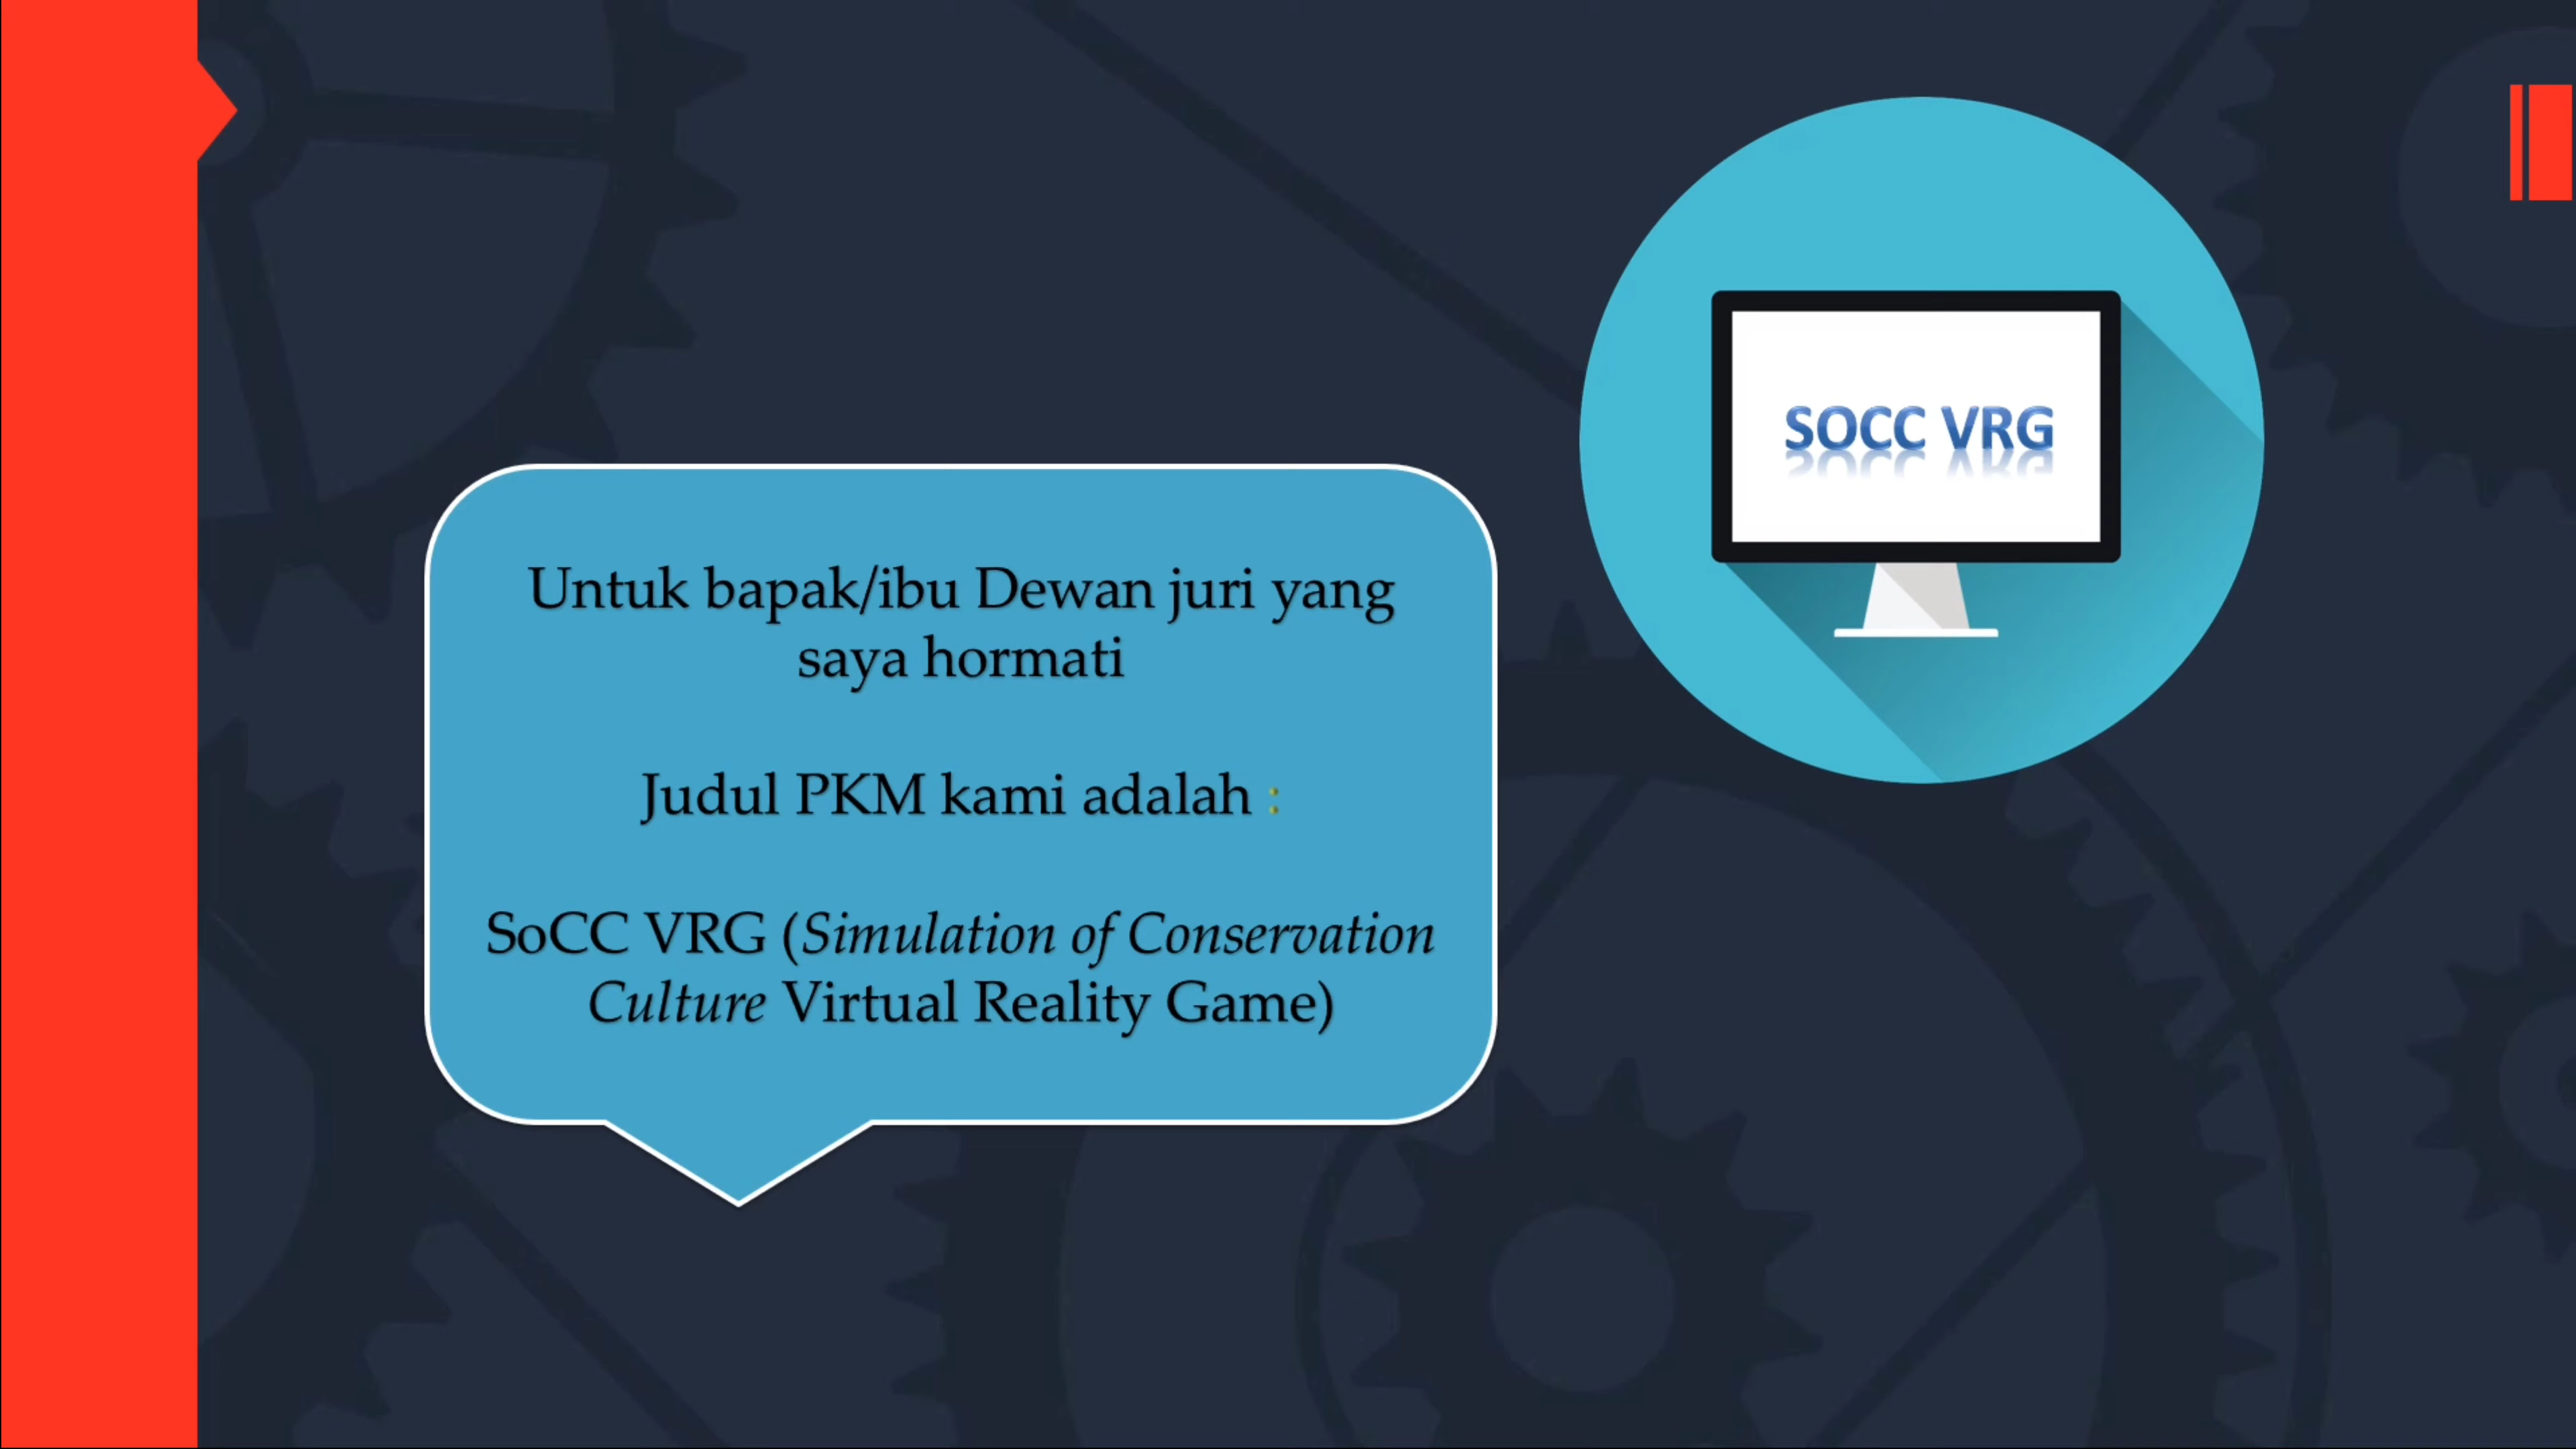 SOCC VRG
Untuk bapak/ibu Dewan juri yang
saya hormati
Judul PKM kami adalah :
SoCC VRG (Simulation of Conservation
Culture Virtual Reality Game)